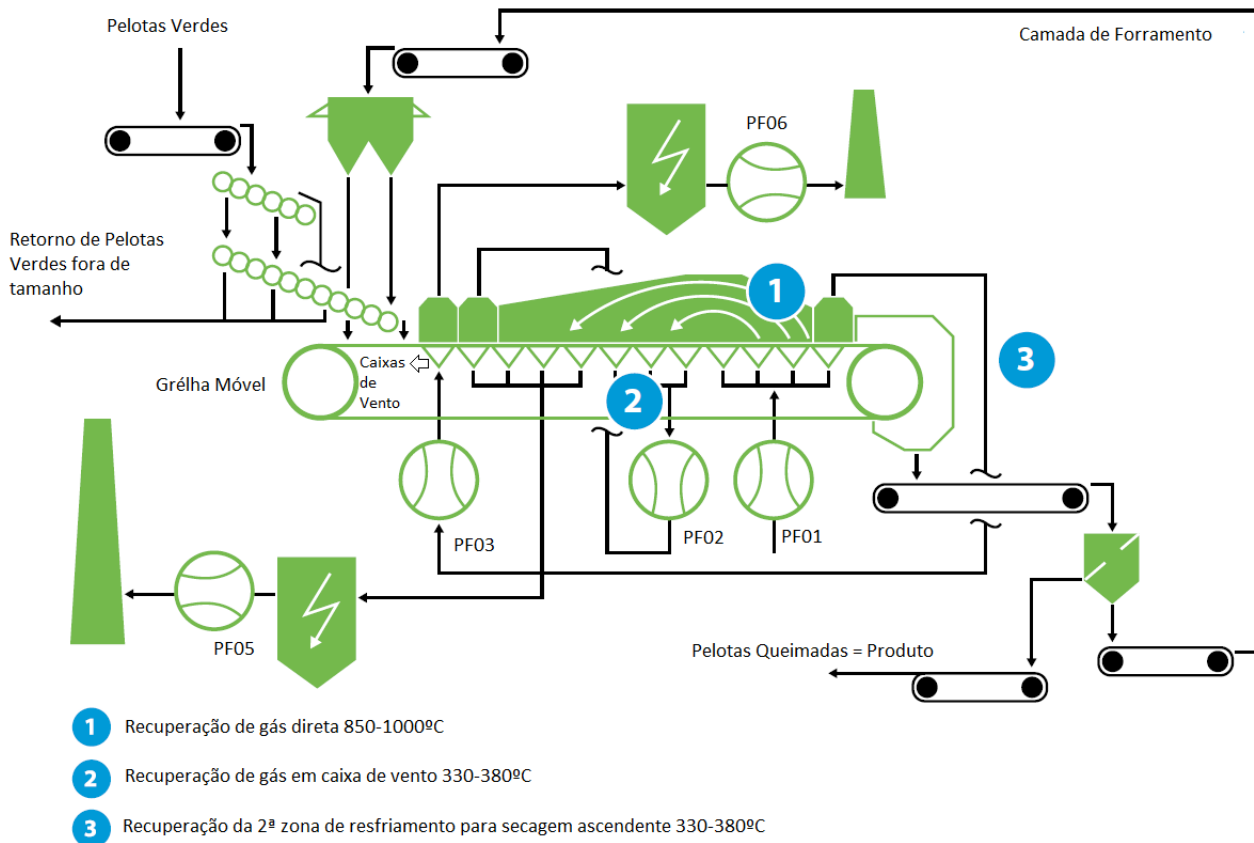 Pelotas Verdes
Camada de Forramento
PF06
Retorno de Pelotas
Verdes fora de
tamanho
1
3
Caixas
de
Vento
Grélha Móvel
2
PF03
PF02
PF01
PF05
Pelotas Queimadas = Produto
1 Recuperação de gás direta 850-1000ºC
2 Recuperação de gás em caixa de vento 330-380ºC
3 Recuperação da 2ª zona de resfriamento para secagem ascendente 330-380ºC